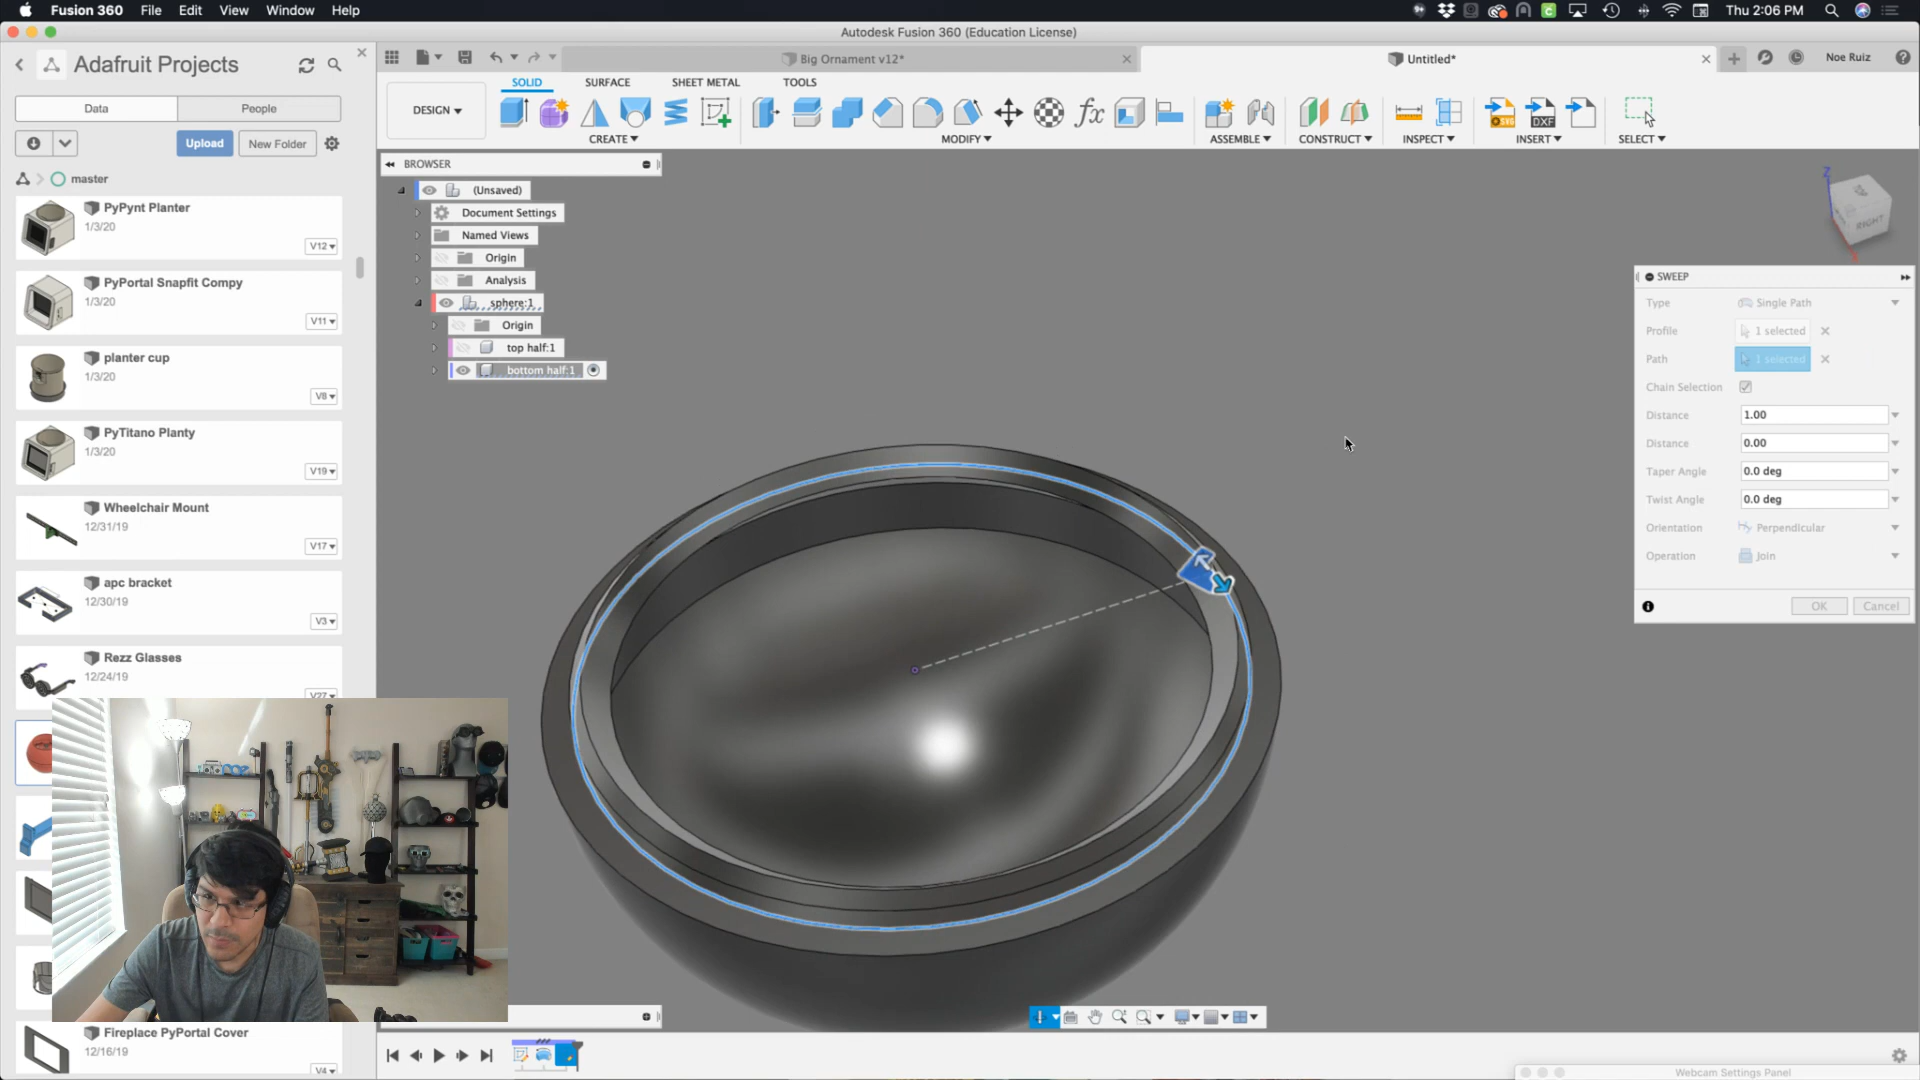 Fusion 360 File Edit View Window Help
Thu 2:06 PM
Autodesk Fusion 360 (Education License)
Adafruit Projects
Big Ornament v12*
Untitled*
Noe Ruiz
Data People
Upload New Folder
master
DESIGN
SOLID SURFACE SHEET METAL TOOLS
CREATE MODIFY ASSEMBLE CONSTRUCT INSPECT INSERT SELECT
fx
SVG
DXF
PyPynt Planter
1/3/20
V12
PyPortal Snapfit Compy
1/3/20
V11
planter cup
1/3/20
V8
PyTitano Planty
1/3/20
V19
Wheelchair Mount
12/31/19
V17
apc bracket
12/30/19
V3
Rezz Glasses
12/24/19
V27
Fireplace PyPortal Cover
12/16/19
V4
BROWSER
(Unsaved)
Document Settings
Named Views
Origin
Analysis
sphere:1
Origin
top half:1
bottom half:1
Z
RIGHT
SWEEP
Type Single Path
Profile 1 selected
Path 1 selected
Chain Selection
Distance 1.00
Distance 0.00
Taper Angle 0.0 deg
Twist Angle 0.0 deg
Orientation Perpendicular
Operation Join
OK Cancel
Webcam Settings Panel